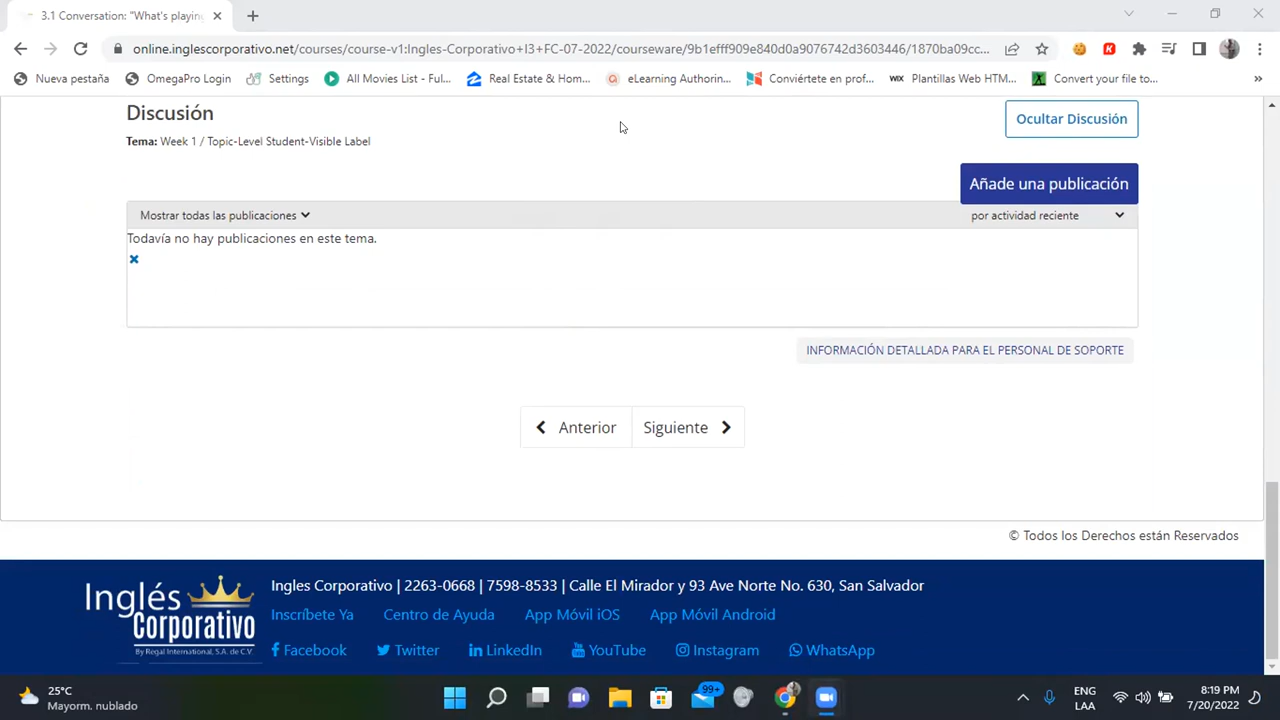 3.1 Conversation: "What's playing
online.inglescorporativo.net/courses/course-v1:Ingles-Corporativo+I3+FC-07-2022/courseware/9b1efff909e840d0a9076742d3603446/1870ba09cc...
Nueva pestaña OmegaPro Login Settings All Movies List - Ful... Real Estate & Hom... eLearning Authorin... Conviértete en prof... WIX Plantillas Web HTM... Convert your file to... »
Discusión
Ocultar Discusión
Tema: Week 1 / Topic-Level Student-Visible Label
Añade una publicación
Mostrar todas las publicaciones por actividad reciente
Todavía no hay publicaciones en este tema.
INFORMACIÓN DETALLADA PARA EL PERSONAL DE SOPORTE
Anterior Siguiente
© Todos los Derechos están Reservados
Inglés Corporativo
By Regal International, S.A. de C.V.
Ingles Corporativo | 2263-0668 | 7598-8533 | Calle El Mirador y 93 Ave Norte No. 630, San Salvador
Inscríbete Ya Centro de Ayuda App Móvil iOS App Móvil Android
Facebook Twitter LinkedIn YouTube Instagram WhatsApp
25°C
Mayorm. nublado
99+
ENG
LAA
8:19 PM
7/20/2022